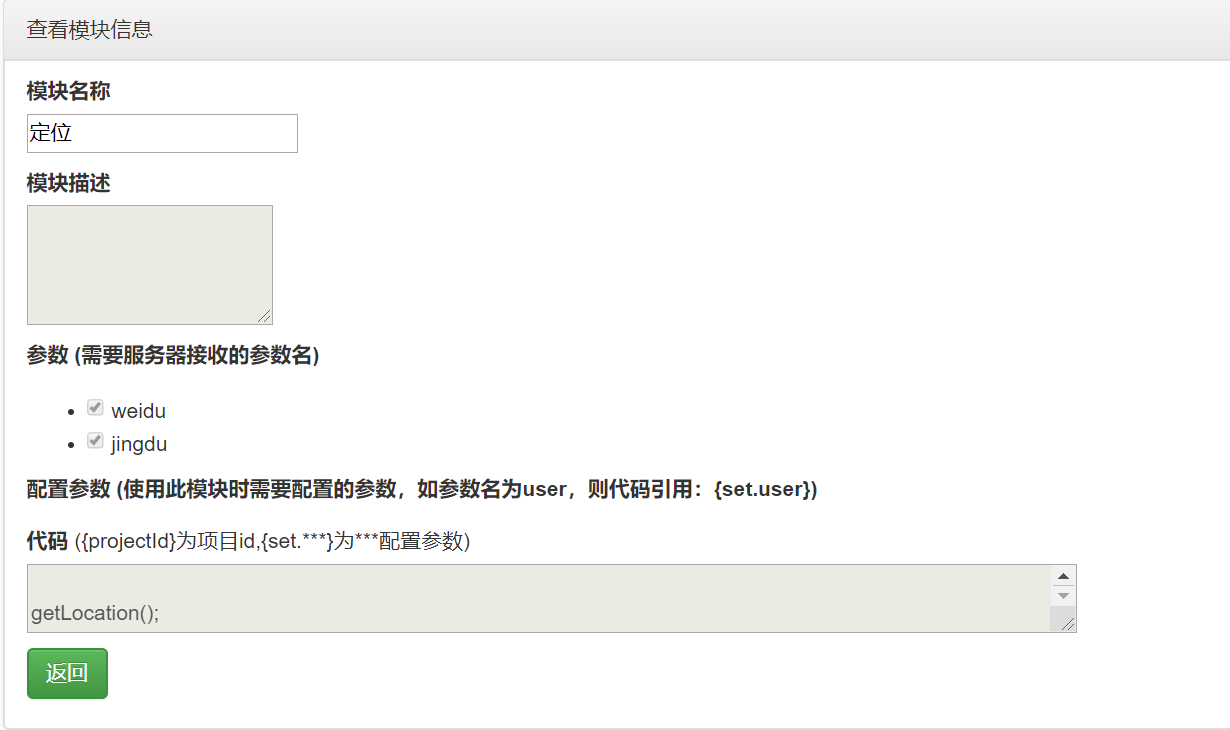 查看模块信息
模块名称
定位
模块描述
参数 (需要服务器接收的参数名)
weidu
jingdu
配置参数 (使用此模块时需要配置的参数，如参数名为user，则代码引用：{set.user})
代码 ({projectId}为项目id,{set.***}为***配置参数)
getLocation();
返回